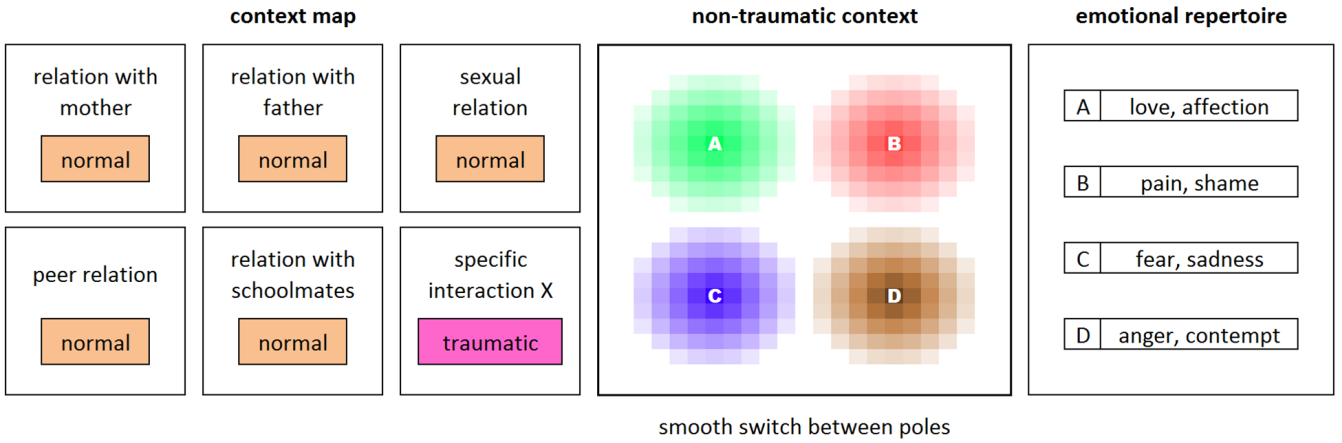 context map
non-traumatic context
emotional repertoire
relation with
mother
normal
relation with
father
normal
sexual
relation
normal
peer relation
normal
relation with
schoolmates
normal
specific
interaction X
traumatic
A
B
C
D
smooth switch between poles
A love, affection
B pain, shame
C fear, sadness
D anger, contempt